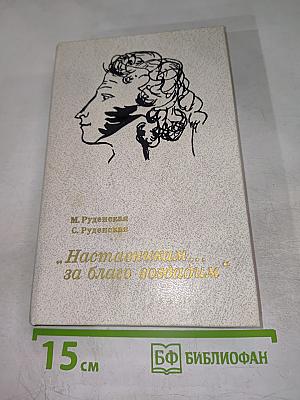 М. Руденская
С. Руденская
„Наставникам...
за благо воздадим“
15 см
БФ БИБЛИОФАН